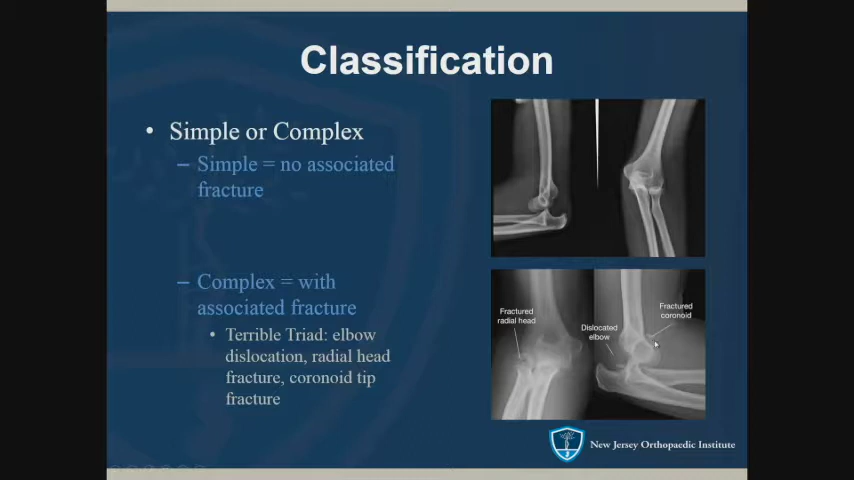 Classification
• Simple or Complex
– Simple = no associated
fracture
– Complex = with
associated fracture
• Terrible Triad: elbow
dislocation, radial head
fracture, coronoid tip
fracture
Fractured
radial head
Dislocated
elbow
Fractured
coronoid
New Jersey Orthopaedic Institute